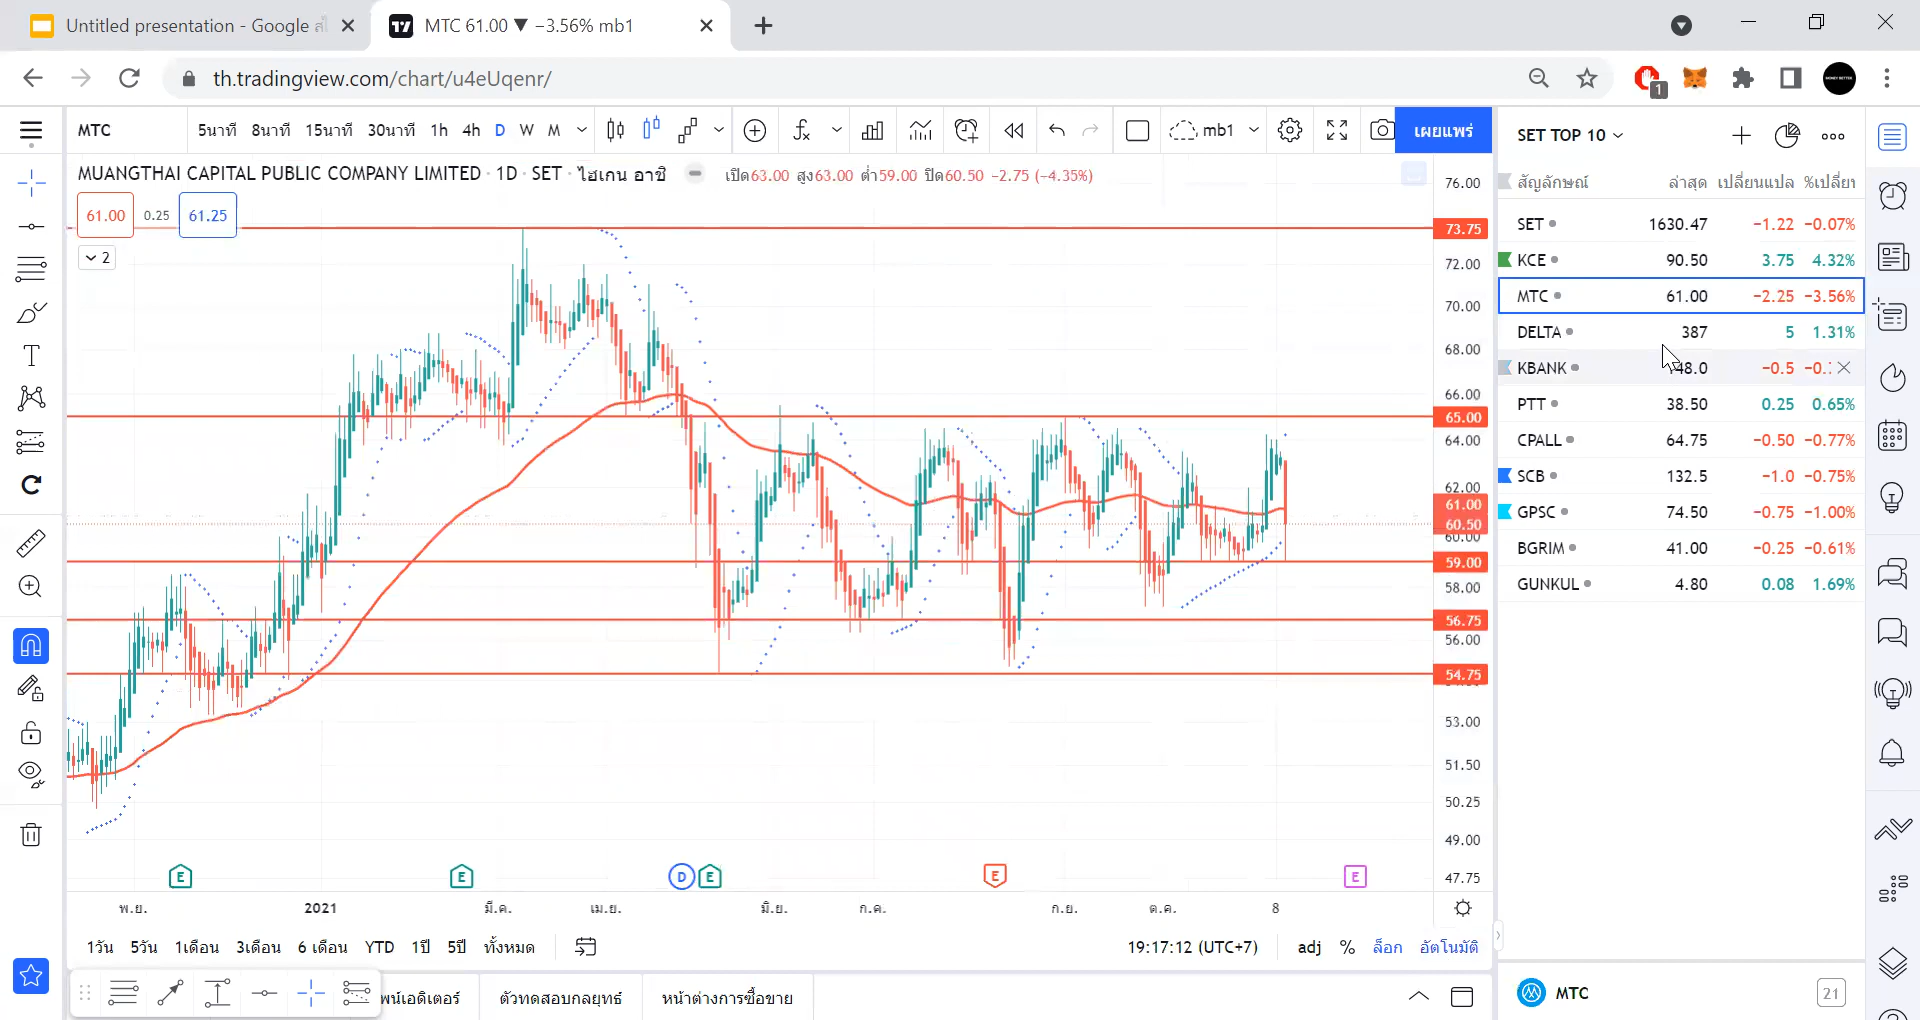 Untitled presentation - Google ส
MTC 61.00 ▼ −3.56% mb1
th.tradingview.com/chart/u4eUqenr/
1
MTC
5นาที 8นาที 15นาที 30นาที 1h 4h D W M
mb1
เผยแพร่
MUANGTHAI CAPITAL PUBLIC COMPANY LIMITED · 1D · SET · ไฮเกน อาชิ
เปิด63.00 สูง63.00 ต่ำ59.00 ปิด60.50 −2.75 (−4.35%)
61.00 0.25 61.25
2
76.00
73.75
72.00
70.00
68.00
66.00
65.00
64.00
62.00
61.00
60.50
60.00
59.00
58.00
56.75
56.00
54.75
53.00
51.50
50.25
49.00
47.75
E E D E E E
พ.ย. 2021 มี.ค. เม.ย. มิ.ย. ก.ค. ก.ย. ต.ค. 8
1วัน 5วัน 1เดือน 3เดือน 6 เดือน YTD 1ปี 5ปี ทั้งหมด
19:17:12 (UTC+7) adj % ล็อก อัตโนมัติ
พน์เอดิเตอร์ ตัวทดสอบกลยุทธ์ หน้าต่างการซื้อขาย
SET TOP 10
สัญลักษณ์ ล่าสุด เปลี่ยนแปล %เปลี่ยน
SET 1630.47 −1.22 −0.07%
KCE 90.50 3.75 4.32%
MTC 61.00 −2.25 −3.56%
DELTA 387 5 1.31%
KBANK 148.0 −0.5 −0.
PTT 38.50 0.25 0.65%
CPALL 64.75 −0.50 −0.77%
SCB 132.5 −1.0 −0.75%
GPSC 74.50 −0.75 −1.00%
BGRIM 41.00 −0.25 −0.61%
GUNKUL 4.80 0.08 1.69%
MTC
21